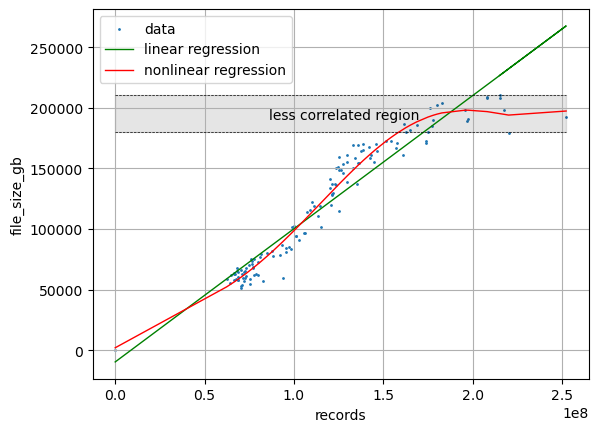 data
linear regression
nonlinear regression
less correlated region
file_size_gb
250000
200000
150000
100000
50000
0
0.0
0.5
1.0
1.5
2.0
2.5
1e8
records